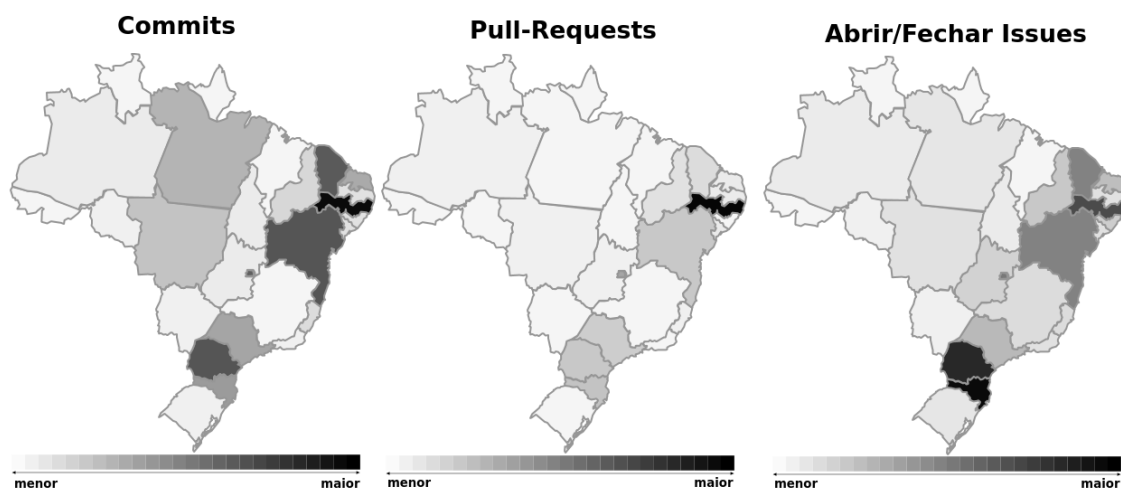 Commits
Pull-Requests
Abrir/Fechar Issues
menor
maior
menor
maior
menor
maior